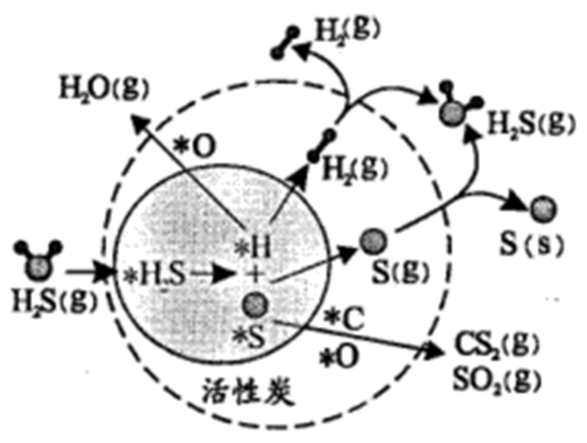 H₂(g)
H₂O(g)
*O
H₂S(g)
H₂(g)
*H
S(g)
S(s)
H₂S(g)
*H₂S
+
*S
*C
*O
CS₂(g)
SO₂(g)
活性炭